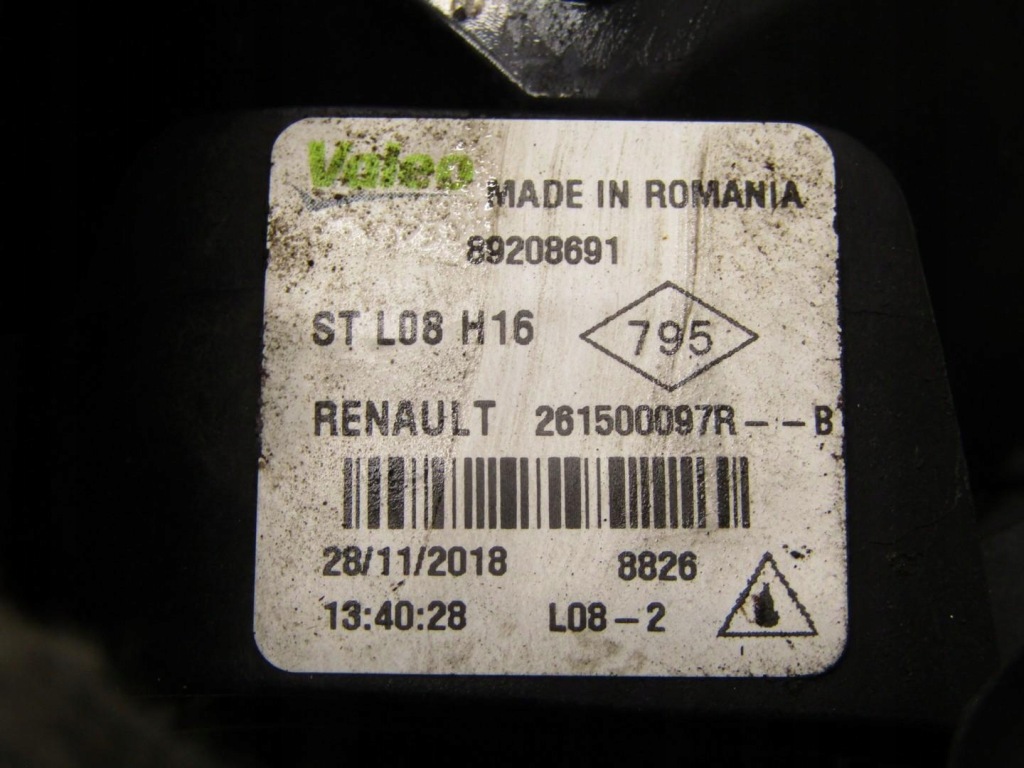 Valeo MADE IN ROMANIA
89208691
ST L08 H16 795
RENAULT 261500097R--B
28/11/2018 8826
13:40:28 L08-2